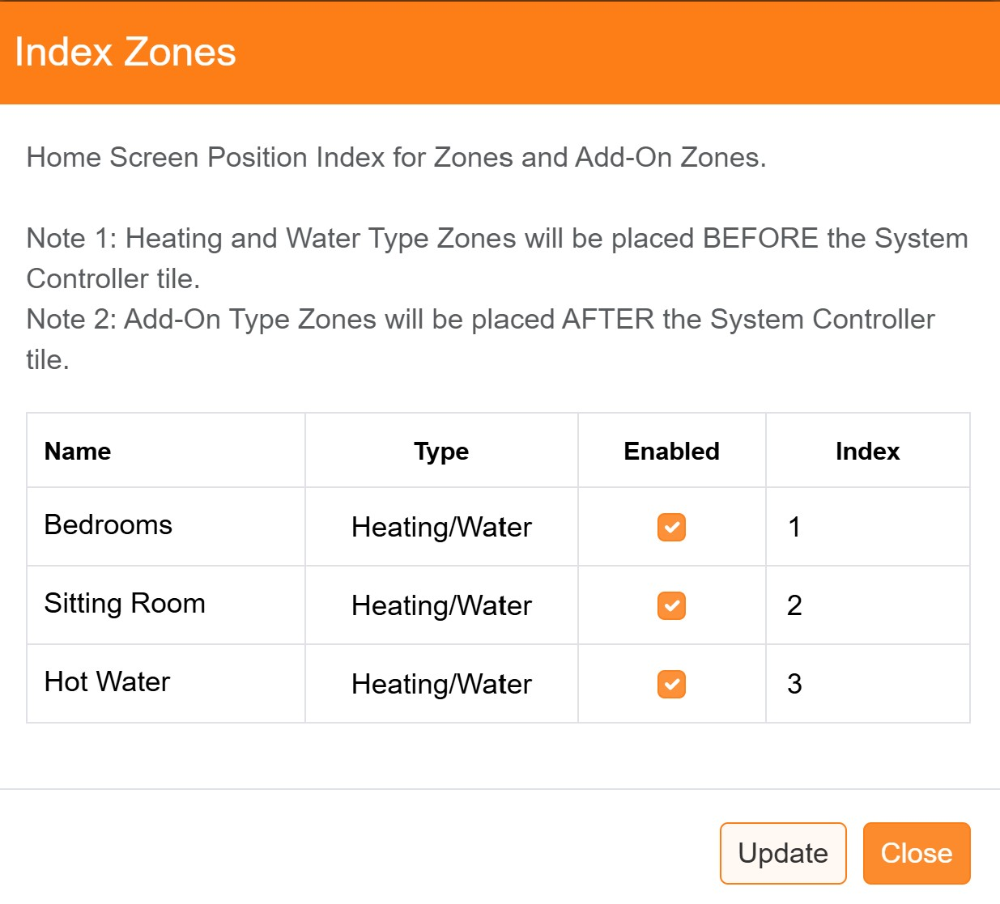 Index Zones
Home Screen Position Index for Zones and Add-On Zones.
Note 1: Heating and Water Type Zones will be placed BEFORE the System
Controller tile.
Note 2: Add-On Type Zones will be placed AFTER the System Controller
tile.
Name Type Enabled Index
Bedrooms Heating/Water 1
Sitting Room Heating/Water 2
Hot Water Heating/Water 3
Update Close